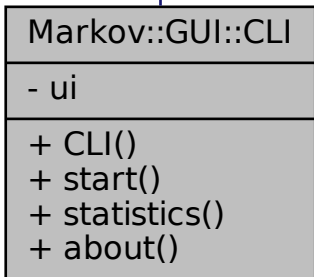 Markov::GUI::CLI
- ui
+ CLI()
+ start()
+ statistics()
+ about()